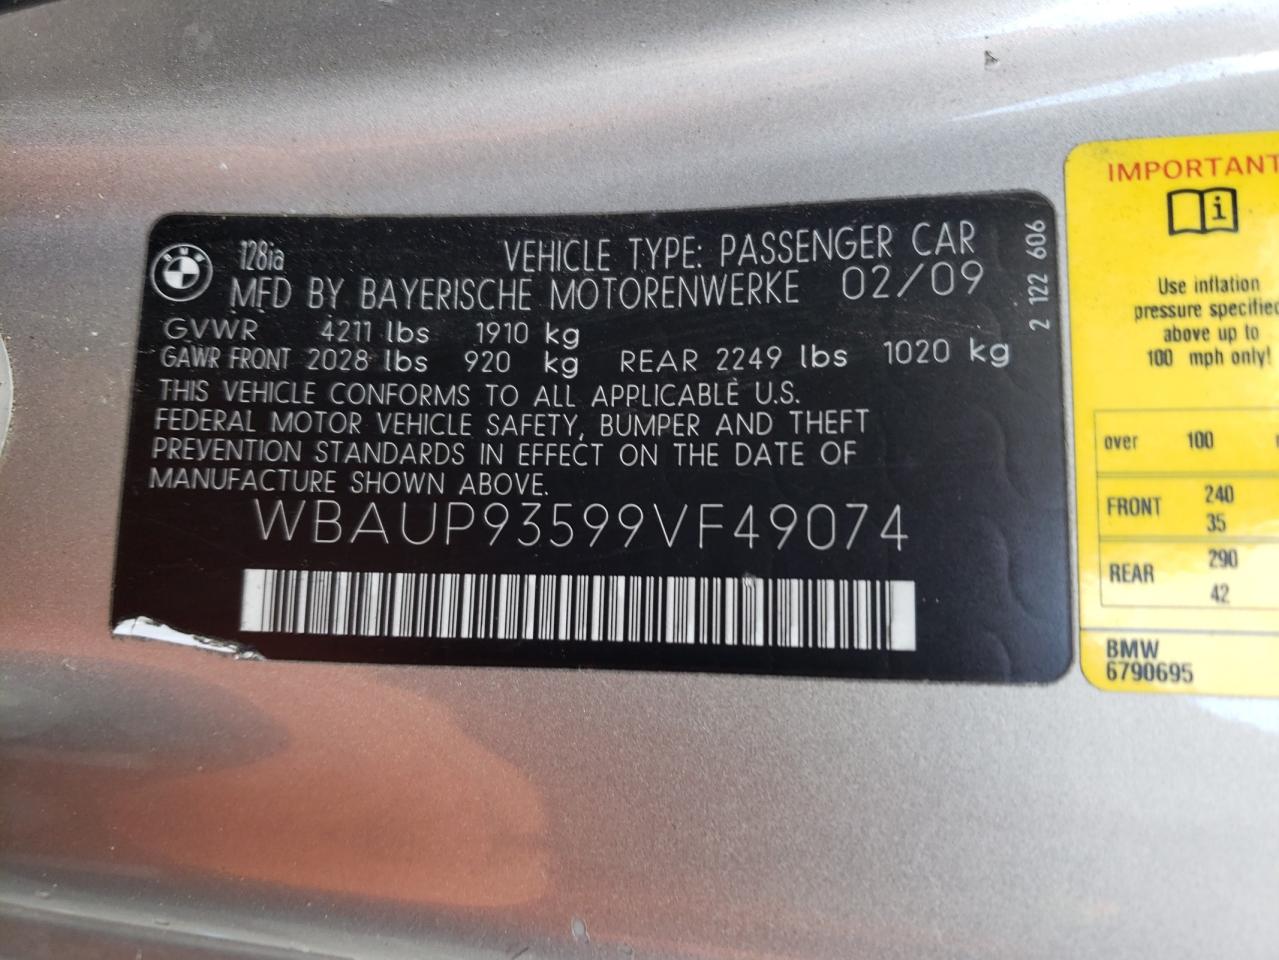 BMW
128ia
VEHICLE TYPE: PASSENGER CAR
MFD BY BAYERISCHE MOTORENWERKE 02/09
GVWR 4211 lbs 1910 kg
GAWR FRONT 2028 lbs 920 kg REAR 2249 lbs 1020 kg
THIS VEHICLE CONFORMS TO ALL APPLICABLE U.S.
FEDERAL MOTOR VEHICLE SAFETY, BUMPER AND THEFT
PREVENTION STANDARDS IN EFFECT ON THE DATE OF
MANUFACTURE SHOWN ABOVE.
WBAUP93599VF49074
2 122 606
IMPORTANT
i
Use inflation
pressure specified
above up to
100 mph only!
over 100
FRONT 240
35
REAR 290
42
BMW
6790695